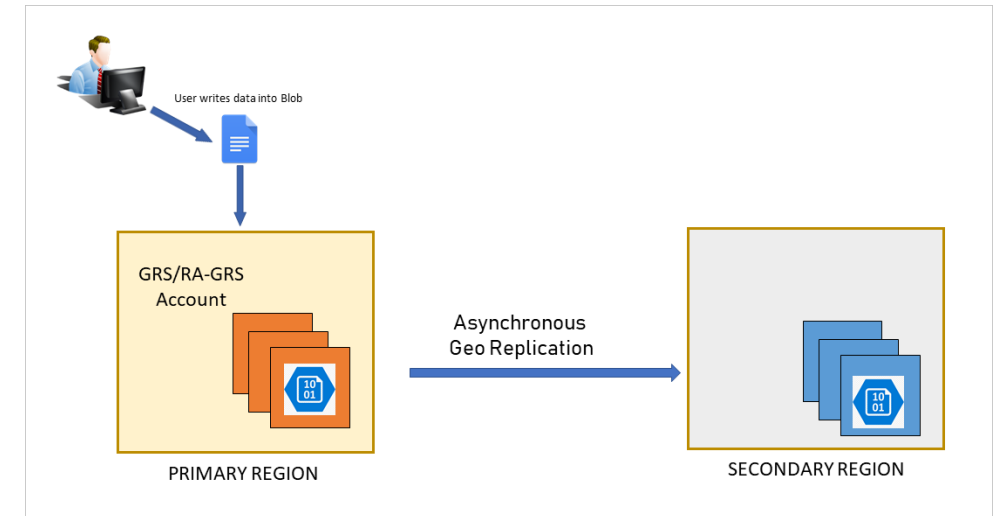 User writes data into Blob
GRS/RA-GRS
Account
10
01
PRIMARY REGION
Asynchronous
Geo Replication
10
01
SECONDARY REGION